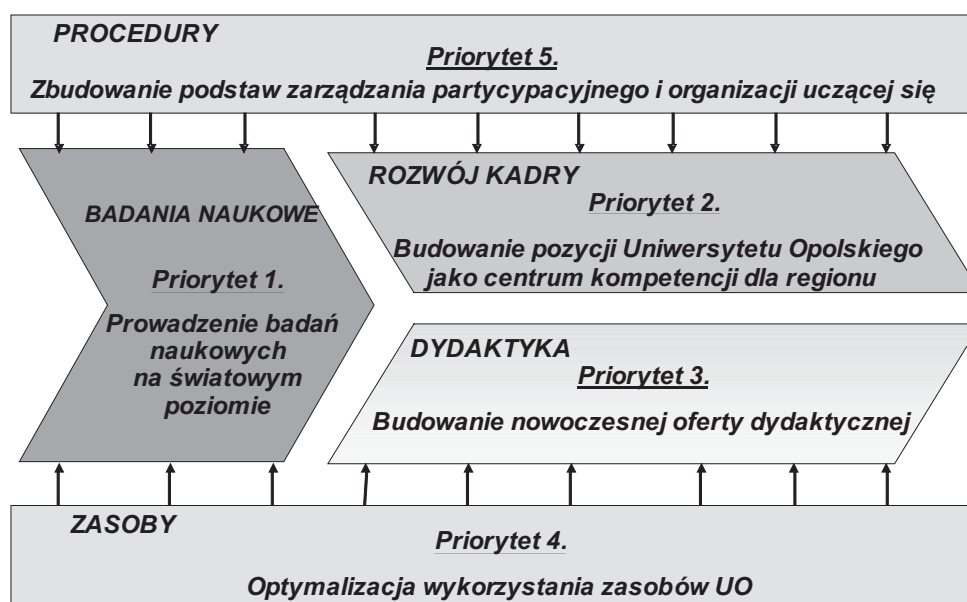 PROCEDURY
Priorytet 5.
Zbudowanie podstaw zarządzania partycypacyjnego i organizacji uczącej się
BADANIA NAUKOWE
Priorytet 1.
Prowadzenie badań
naukowych
na światowym
poziomie
ROZWÓJ KADRY
Priorytet 2.
Budowanie pozycji Uniwersytetu Opolskiego
jako centrum kompetencji dla regionu
DYDAKTYKA
Priorytet 3.
Budowanie nowoczesnej oferty dydaktycznej
ZASOBY
Priorytet 4.
Optymalizacja wykorzystania zasobów UO